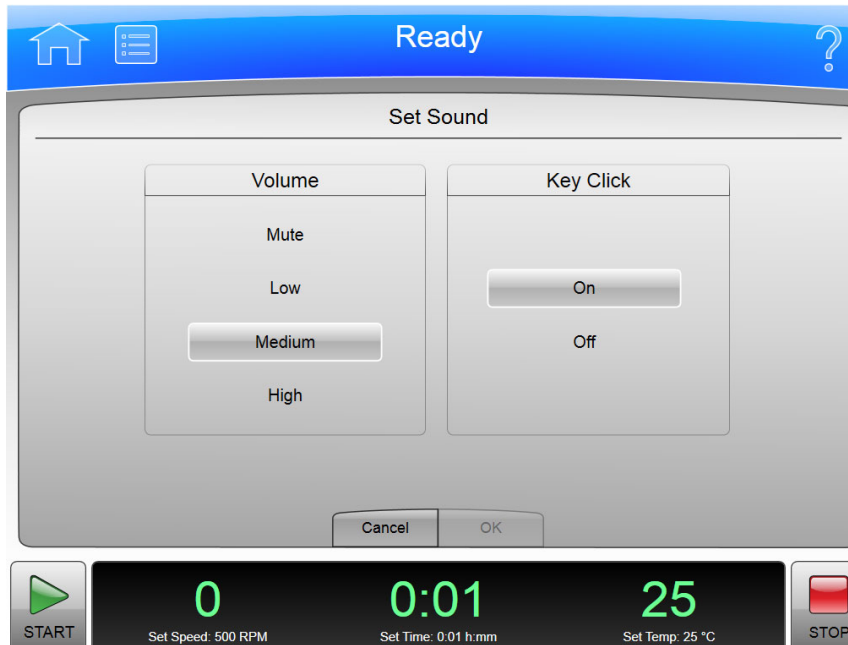 Ready
?
Set Sound
Volume
Key Click
Mute
Low
On
Medium
Off
High
Cancel
OK
START
0
0:01
25
STOP
Set Speed: 500 RPM
Set Time: 0:01 h:mm
Set Temp: 25 °C